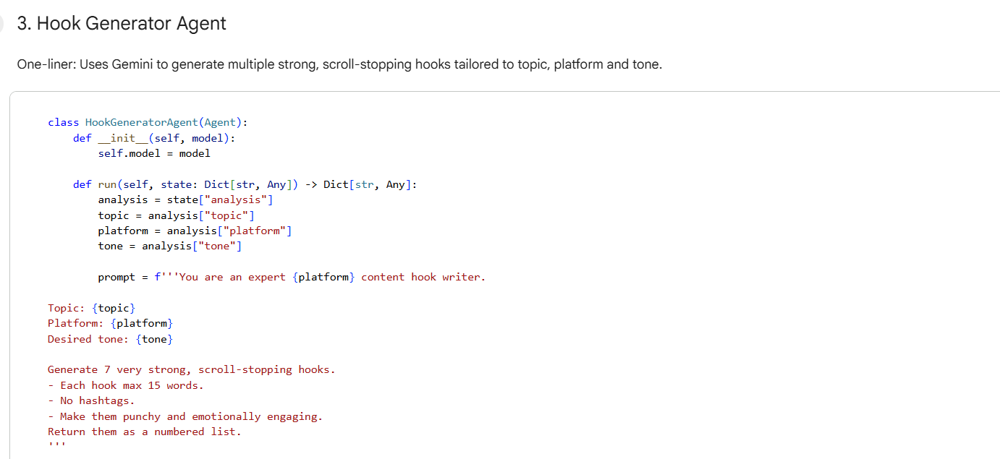 3. Hook Generator Agent
One-liner: Uses Gemini to generate multiple strong, scroll-stopping hooks tailored to topic, platform and tone.
class HookGeneratorAgent(Agent):
    def __init__(self, model):
        self.model = model

    def run(self, state: Dict[str, Any]) -> Dict[str, Any]:
        analysis = state["analysis"]
        topic = analysis["topic"]
        platform = analysis["platform"]
        tone = analysis["tone"]

        prompt = f'''You are an expert {platform} content hook writer.

Topic: {topic}
Platform: {platform}
Desired tone: {tone}

Generate 7 very strong, scroll-stopping hooks.
- Each hook max 15 words.
- No hashtags.
- Make them punchy and emotionally engaging.
Return them as a numbered list.
'''